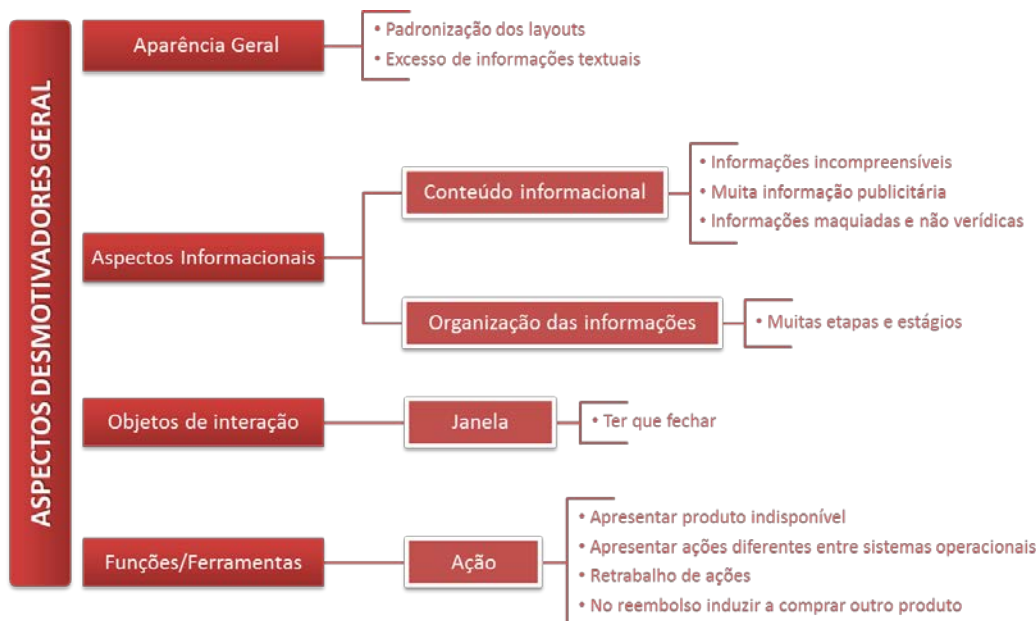 ASPECTOS DESMOTIVADORES GERAL
Aparência Geral
• Padronização dos layouts
• Excesso de informações textuais
Aspectos Informacionais
Conteúdo informacional
• Informações incompreensíveis
• Muita informação publicitária
• Informações maquiadas e não verídicas
Organização das informações
• Muitas etapas e estágios
Objetos de interação
Janela
• Ter que fechar
Funções/Ferramentas
Ação
• Apresentar produto indisponível
• Apresentar ações diferentes entre sistemas operacionais
• Retrabalho de ações
• No reembolso induzir a comprar outro produto